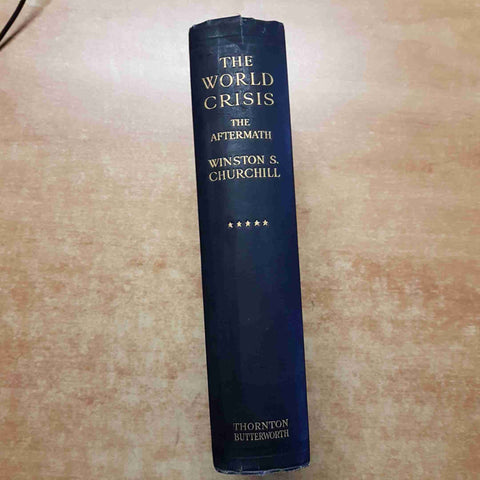 THE
WORLD
CRISIS
THE
AFTERMATH
WINSTON S.
CHURCHILL
★★★★★
THORNTON
BUTTERWORTH